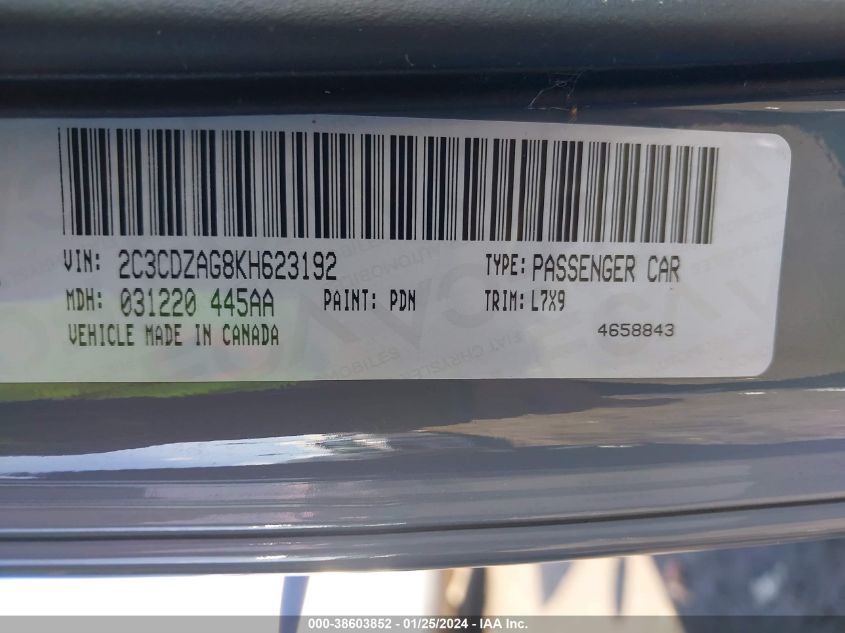 VIN: 2C3CDZAG8KH623192 TYPE: PASSENGER CAR
MDH: 031220 445AA PAINT: PDN TRIM: L7X9
VEHICLE MADE IN CANADA 4658843
000-38603852 | 01/25/2024 | IAA Inc.